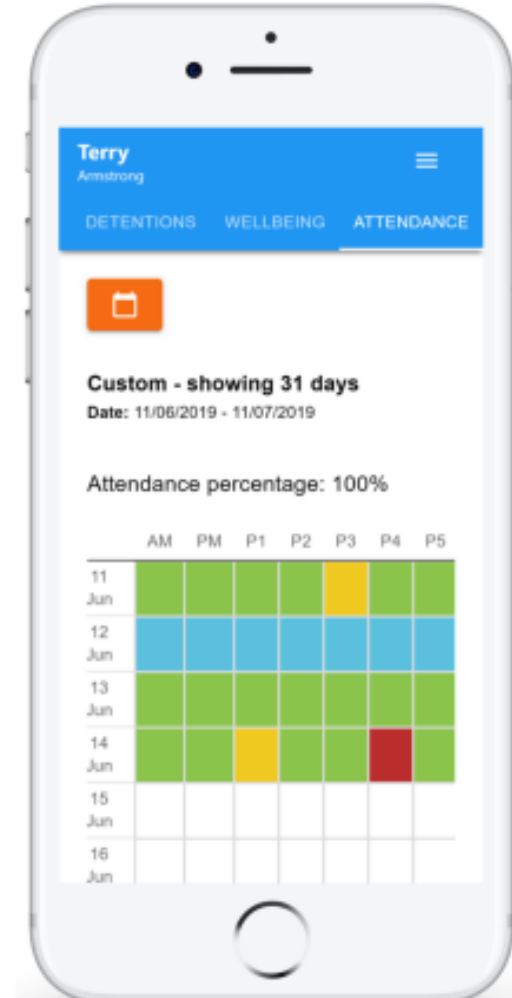 Terry
Armstrong
DETENTIONS WELLBEING ATTENDANCE
Custom - showing 31 days
Date: 11/06/2019 - 11/07/2019
Attendance percentage: 100%
AM PM P1 P2 P3 P4 P5
11
Jun
12
Jun
13
Jun
14
Jun
15
Jun
16
Jun